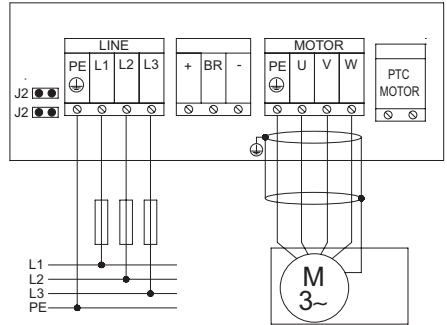 LINE
MOTOR
PE L1 L2 L3
+ BR -
PE U V W
PTC
MOTOR
J2
J2
L1
L2
L3
PE
M
3~